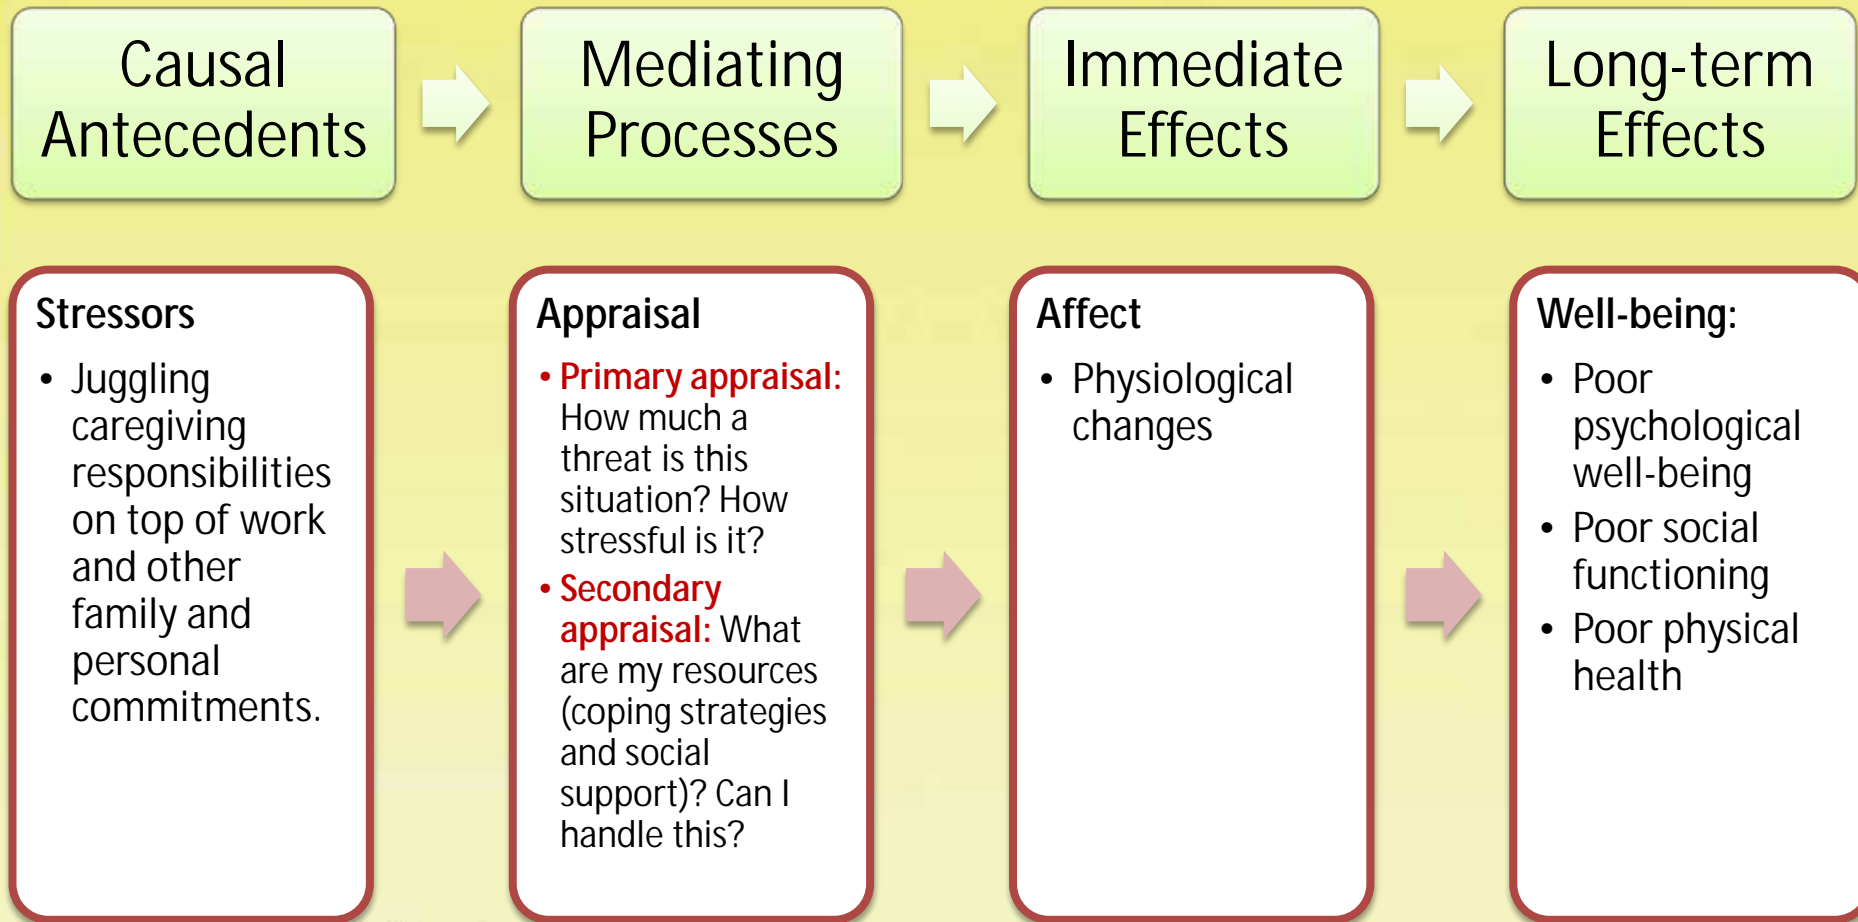 Causal
Antecedents
Mediating
Processes
Immediate
Effects
Long-term
Effects
Stressors
• Juggling
caregiving
responsibilities
on top of work
and other
family and
personal
commitments.
Appraisal
• Primary appraisal:
How much a
threat is this
situation? How
stressful is it?
• Secondary
appraisal: What
are my resources
(coping strategies
and social
support)? Can I
handle this?
Affect
• Physiological
changes
Well-being:
• Poor
psychological
well-being
• Poor social
functioning
• Poor physical
health